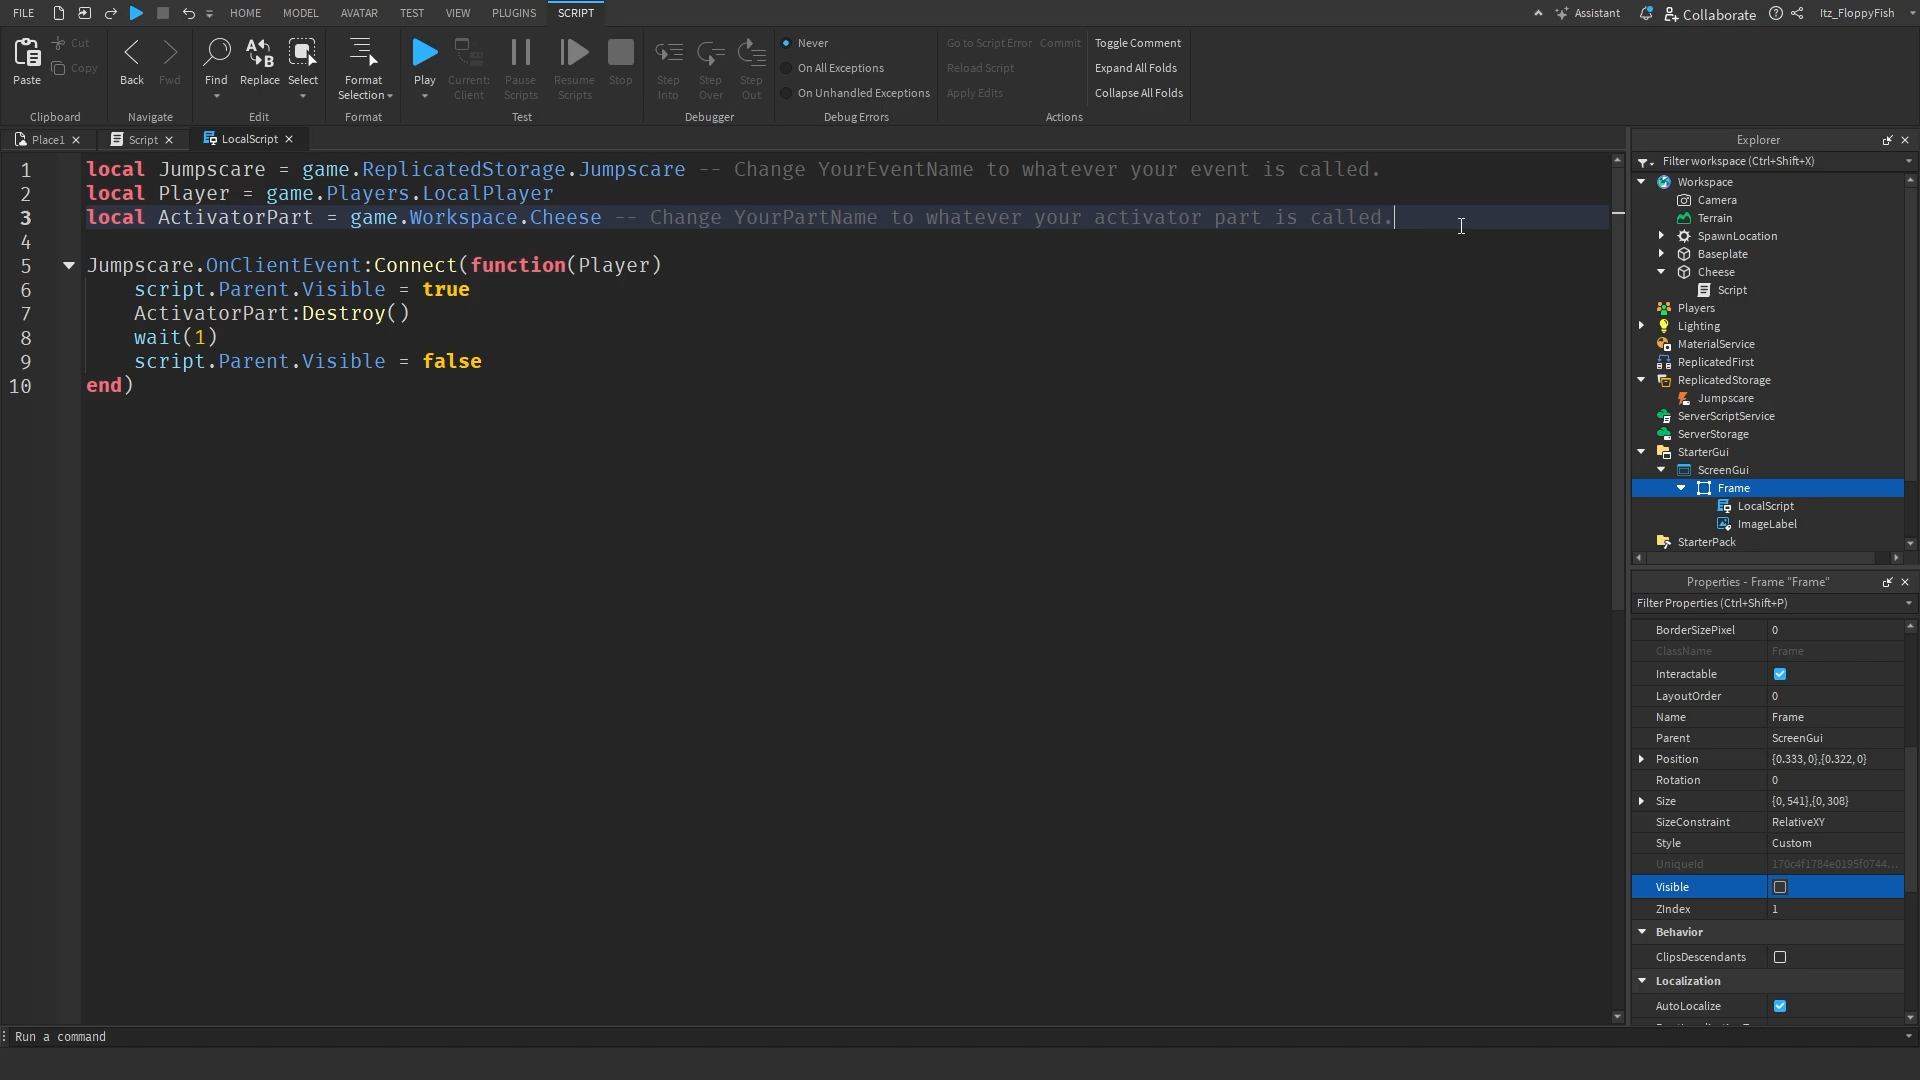 FILE HOME MODEL AVATAR TEST VIEW PLUGINS SCRIPT Assistant Collaborate Itz_FloppyFish
Paste Cut Copy
Clipboard
Back Fwd
Navigate
Find Replace Select
Edit
Format Selection
Format
Play Current: Client Pause Scripts Resume Scripts Stop
Test
Step Into Step Over Step Out
Debugger
Never
On All Exceptions
On Unhandled Exceptions
Debug Errors
Go to Script Error Commit Toggle Comment
Reload Script Expand All Folds
Apply Edits Collapse All Folds
Actions
Place1 Script LocalScript
1 local Jumpscare = game.ReplicatedStorage.Jumpscare -- Change YourEventName to whatever your event is called.
2 local Player = game.Players.LocalPlayer
3 local ActivatorPart = game.Workspace.Cheese -- Change YourPartName to whatever your activator part is called.
4
5 Jumpscare.OnClientEvent:Connect(function(Player)
6 script.Parent.Visible = true
7 ActivatorPart:Destroy()
8 wait(1)
9 script.Parent.Visible = false
10 end)
Explorer
Filter workspace (Ctrl+Shift+X)
Workspace
Camera
Terrain
SpawnLocation
Baseplate
Cheese
Script
Players
Lighting
MaterialService
ReplicatedFirst
ReplicatedStorage
Jumpscare
ServerScriptService
ServerStorage
StarterGui
ScreenGui
Frame
LocalScript
ImageLabel
StarterPack
Properties - Frame "Frame"
Filter Properties (Ctrl+Shift+P)
BorderSizePixel 0
ClassName Frame
Interactable
LayoutOrder 0
Name Frame
Parent ScreenGui
Position {0.333, 0},{0.322, 0}
Rotation 0
Size {0, 541},{0, 308}
SizeConstraint RelativeXY
Style Custom
UniqueId 170c4f1784e0195f0744...
Visible
ZIndex 1
Behavior
ClipsDescendants
Localization
AutoLocalize
Run a command